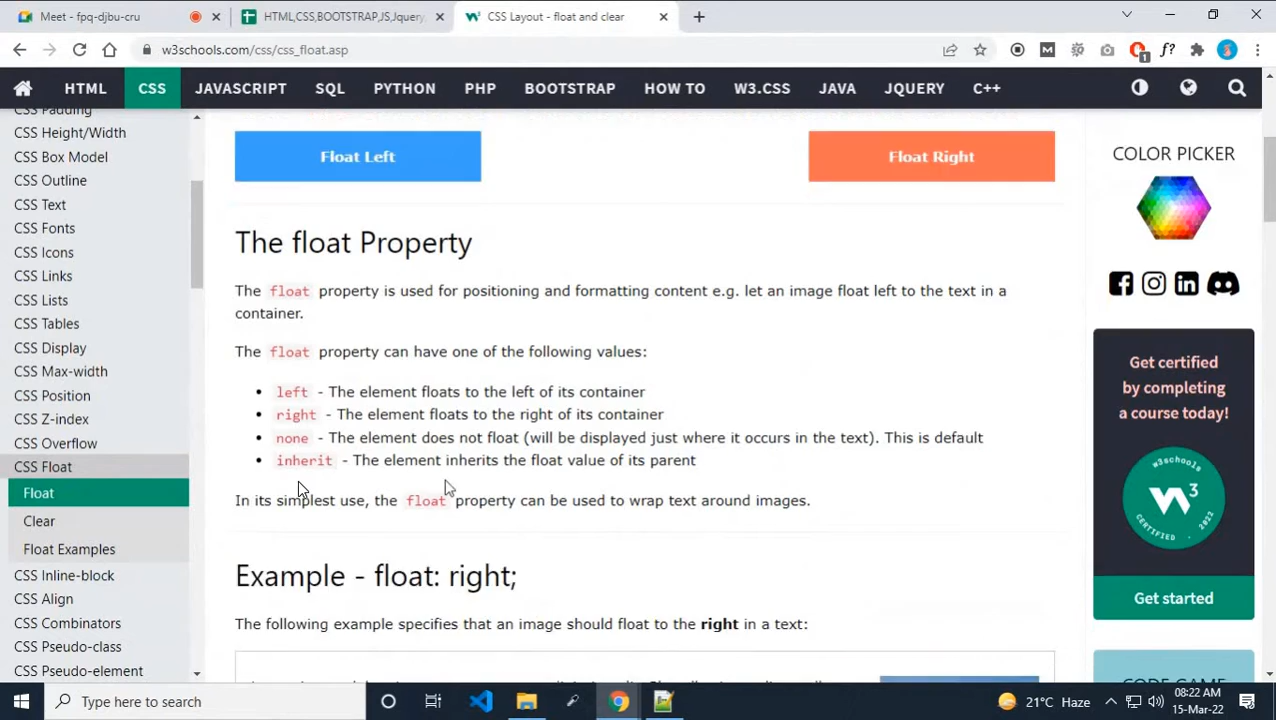 Meet - fpq-djbu-cru
HTML,CSS,BOOTSTRAP,JS,Jquery,
CSS Layout - float and clear
w3schools.com/css/css_float.asp
HTML CSS JAVASCRIPT SQL PYTHON PHP BOOTSTRAP HOW TO W3.CSS JAVA JQUERY C++
CSS Padding
CSS Height/Width
CSS Box Model
CSS Outline
CSS Text
CSS Fonts
CSS Icons
CSS Links
CSS Lists
CSS Tables
CSS Display
CSS Max-width
CSS Position
CSS Z-index
CSS Overflow
CSS Float
Float
Clear
Float Examples
CSS Inline-block
CSS Align
CSS Combinators
CSS Pseudo-class
CSS Pseudo-element
Float Left
Float Right
The float Property
The float property is used for positioning and formatting content e.g. let an image float left to the text in a
container.
The float property can have one of the following values:
• left - The element floats to the left of its container
• right - The element floats to the right of its container
• none - The element does not float (will be displayed just where it occurs in the text). This is default
• inherit - The element inherits the float value of its parent
In its simplest use, the float property can be used to wrap text around images.
Example - float: right;
The following example specifies that an image should float to the right in a text:
COLOR PICKER
Get certified
by completing
a course today!
w3schools
W3
CERTIFIED . 2022
Get started
CODE GAME
Type here to search
21°C Haze
08:22 AM
15-Mar-22